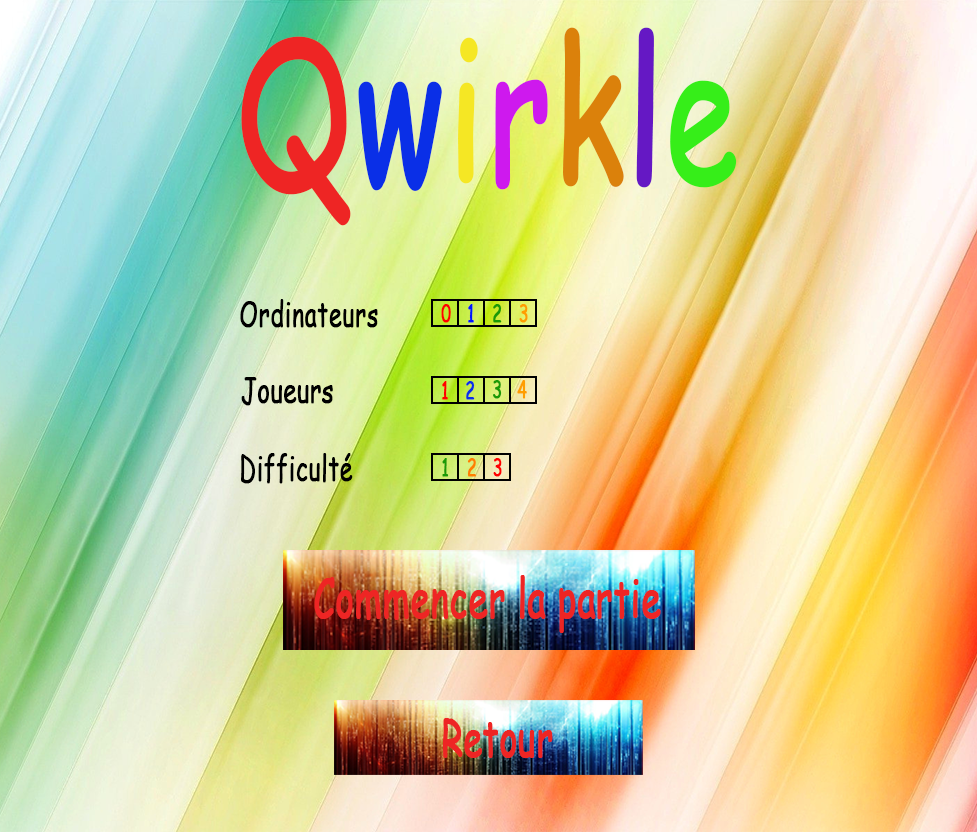 Qwirkle
Ordinateurs 0 1 2 3
Joueurs 1 2 3 4
Difficulté 1 2 3
Commencer la partie
Retour